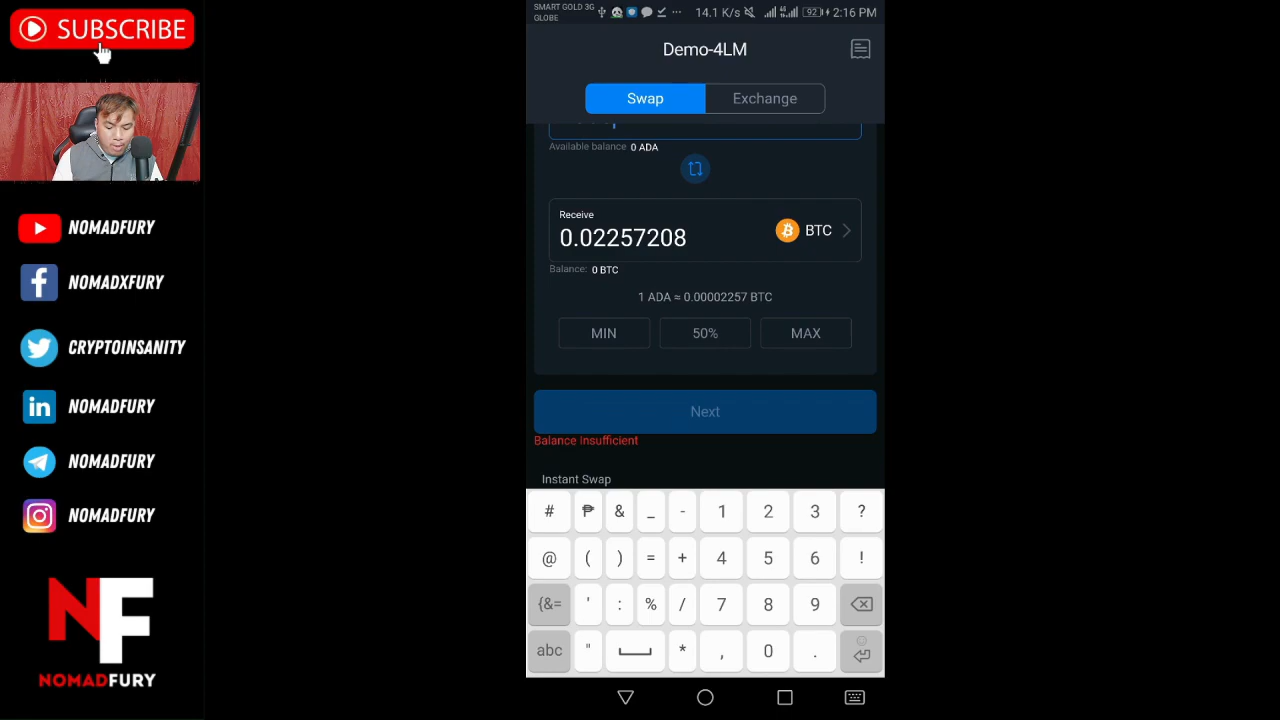 SUBSCRIBE
NOMADFURY
NOMADXFURY
CRYPTOINSANITY
NOMADFURY
NOMADFURY
NOMADFURY
NF
NOMADFURY
SMART GOLD 3G
GLOBE
14.1 K/s 92 2:16 PM
Demo-4LM
Swap Exchange
Available balance 0 ADA
Receive
0.02257208 BTC
Balance: 0 BTC
1 ADA ≈ 0.00002257 BTC
MIN 50% MAX
Next
Balance Insufficient
Instant Swap
# ₱ & _ - 1 2 3 ?
@ ( ) = + 4 5 6 !
{&= ' : % / 7 8 9
abc " * , 0 .